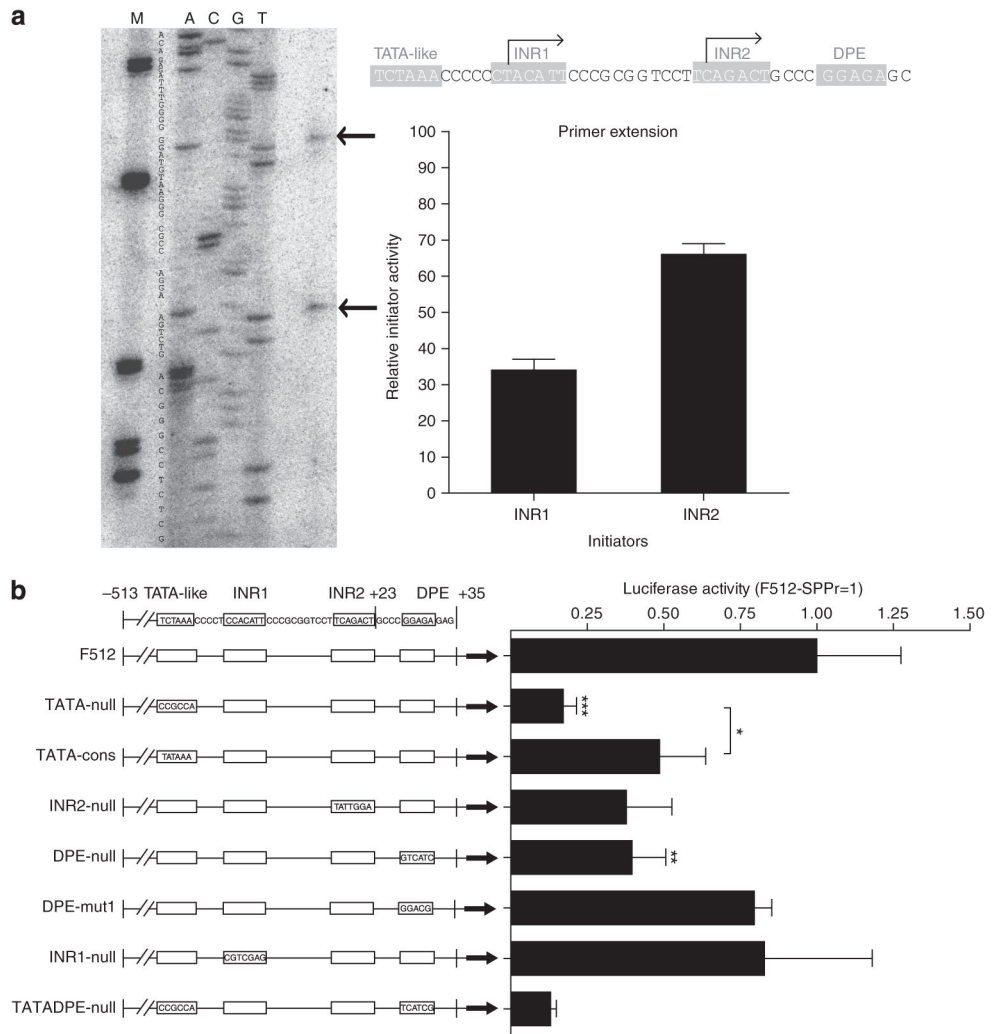 a
M A C G T
TATA-like INR1 INR2 DPE
TCTAAACCCCCCTACATTCCCGCGGTCCTTCAGACTGCCCGGAGAGC
Primer extension
100
90
80
70
60
50
40
30
20
10
0
Relative initiator activity
INR1 INR2
Initiators
b
−513 TATA-like INR1 INR2 +23 DPE +35
TCTAAA CCCCT CCACATT CCCGCGGTCCT TCAGACT GCCC GGAGA GAG
Luciferase activity (F512-SPPr=1)
0.25 0.50 0.75 1.00 1.25 1.50
F512
TATA-null CCGCCA ***
*
TATA-cons TATAAA
INR2-null TATTGGA
DPE-null GTCATC **
DPE-mut1 GGACG
INR1-null CGTCGAG
TATADPE-null CCGCCA TCATCG